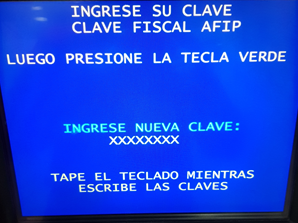 INGRESE SU CLAVE
CLAVE FISCAL AFIP
LUEGO PRESIONE LA TECLA VERDE
INGRESE NUEVA CLAVE:
XXXXXXXX
TAPE EL TECLADO MIENTRAS
ESCRIBE LAS CLAVES